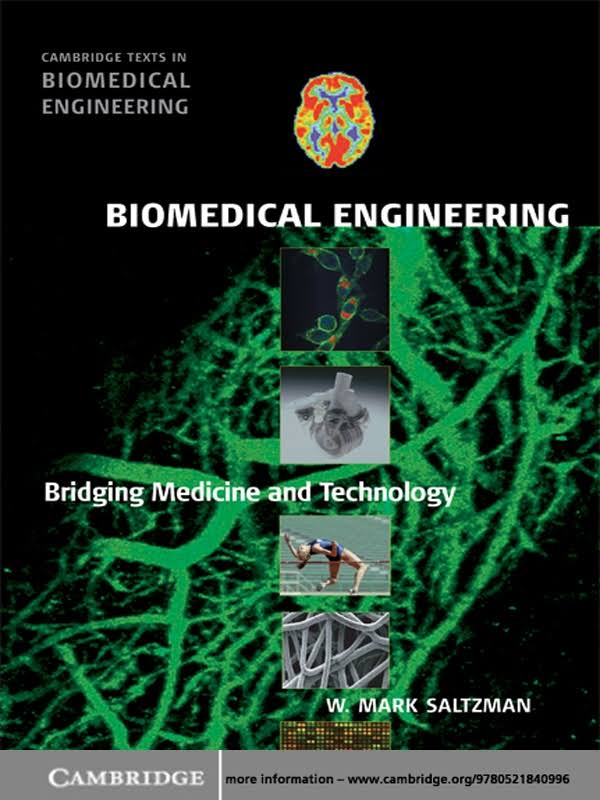 CAMBRIDGE TEXTS IN
BIOMEDICAL
ENGINEERING
BIOMEDICAL ENGINEERING
Bridging Medicine and Technology
W. MARK SALTZMAN
CAMBRIDGE
more information – www.cambridge.org/9780521840996